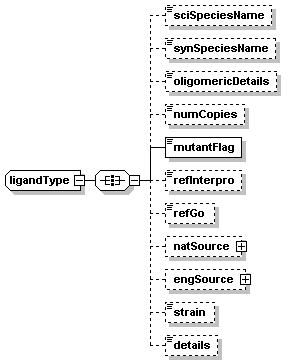 sciSpeciesName
synSpeciesName
oligomericDetails
numCopies
mutantFlag
ligandType
refInterpro
refGo
natSource
engSource
strain
details